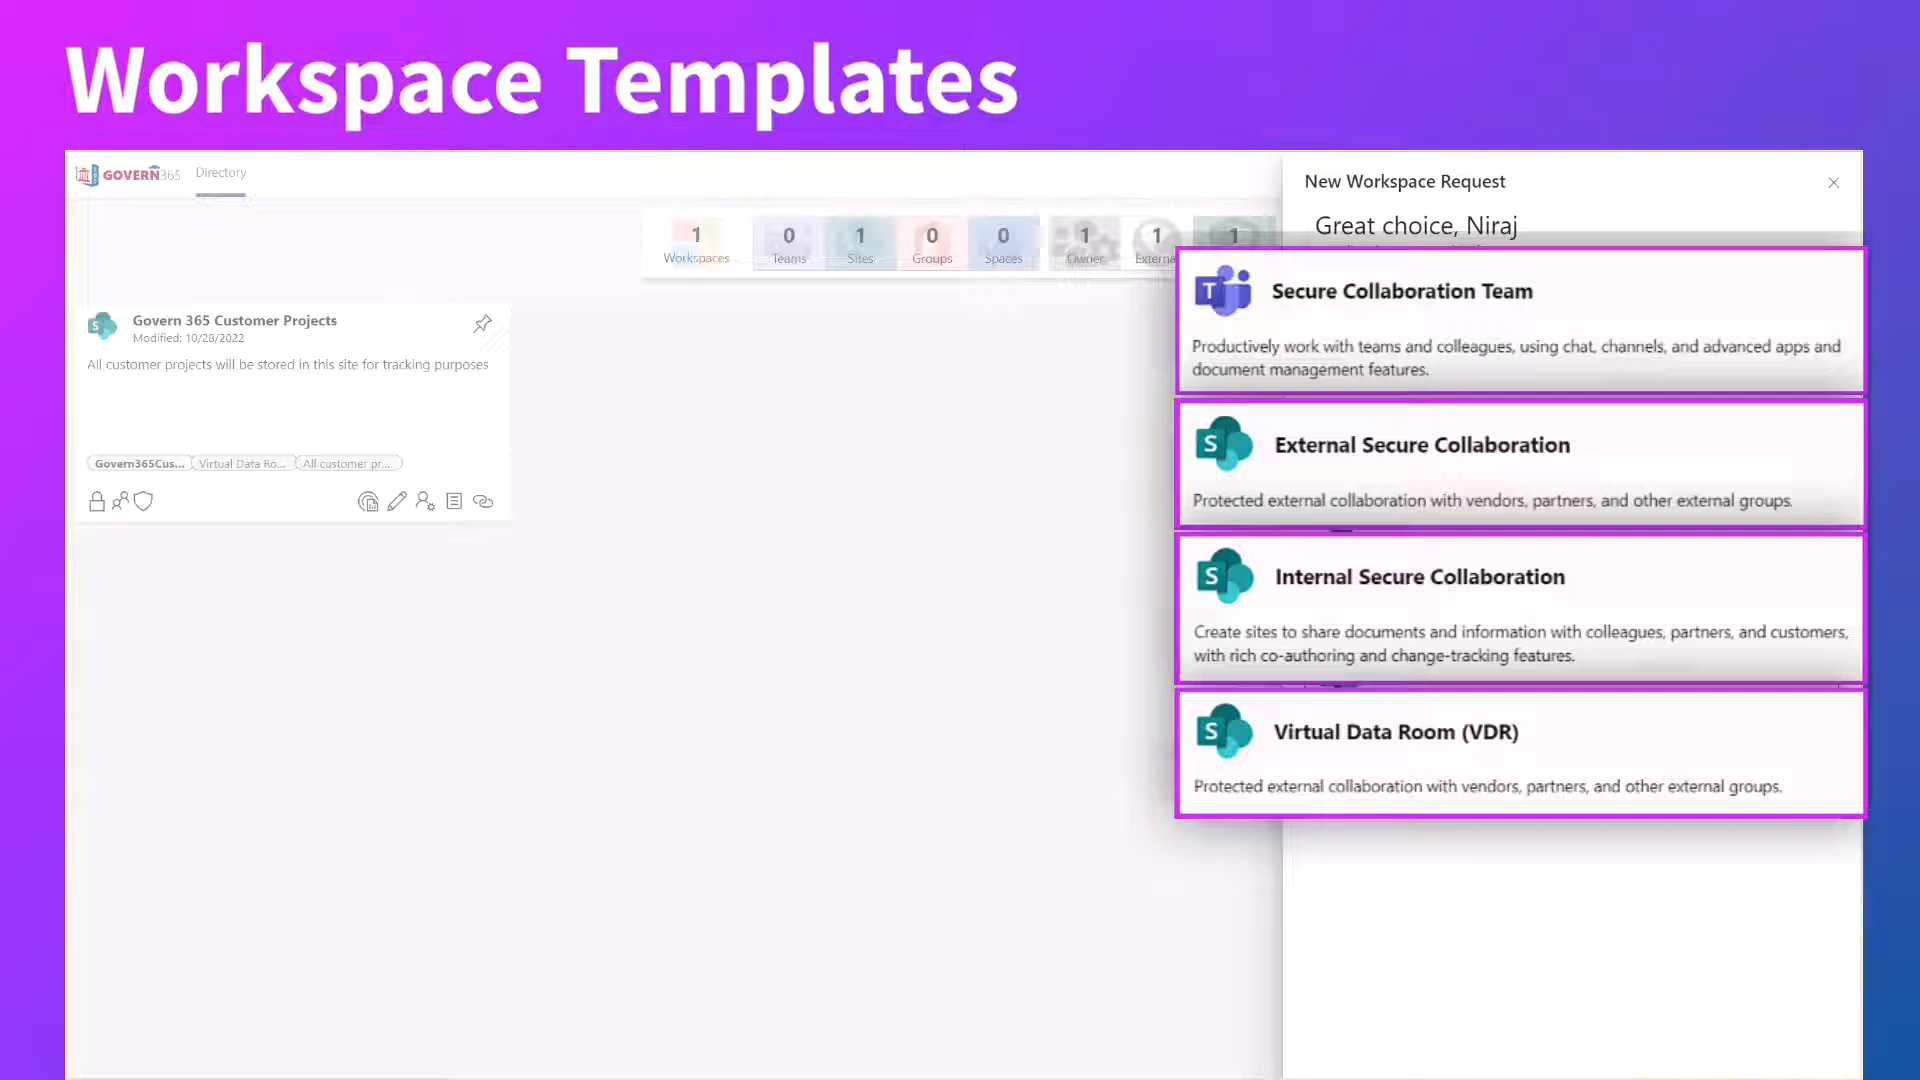 Workspace Templates
GOVERN365
Directory
New Workspace Request
Great choice, Niraj
1
Workspaces
0
Teams
1
Sites
0
Groups
0
Spaces
1
Owner
1
Externa
1
Secure Collaboration Team
Productively work with teams and colleagues, using chat, channels, and advanced apps and
document management features.
Govern 365 Customer Projects
Modified: 10/28/2022
All customer projects will be stored in this site for tracking purposes
Govern365Cus...
Virtual Data Ro...
All customer pr...
External Secure Collaboration
Protected external collaboration with vendors, partners, and other external groups.
Internal Secure Collaboration
Create sites to share documents and information with colleagues, partners, and customers,
with rich co-authoring and change-tracking features.
Virtual Data Room (VDR)
Protected external collaboration with vendors, partners, and other external groups.